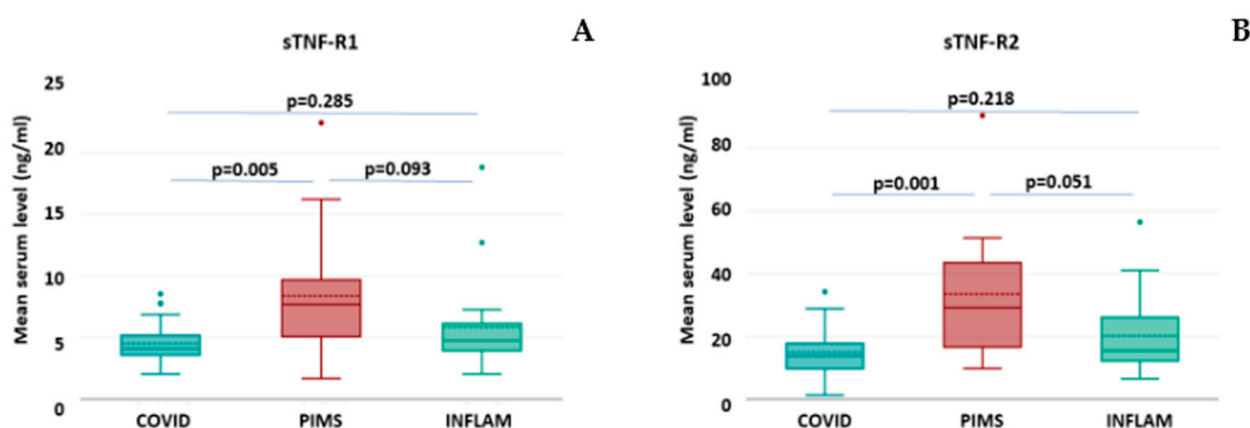 A
sTNF-R1
Mean serum level (ng/ml)
25
20
15
10
5
0
p=0.285
p=0.005
p=0.093
COVID
PIMS
INFLAM
B
sTNF-R2
Mean serum level (ng/ml)
100
80
60
40
20
0
p=0.218
p=0.001
p=0.051
COVID
PIMS
INFLAM